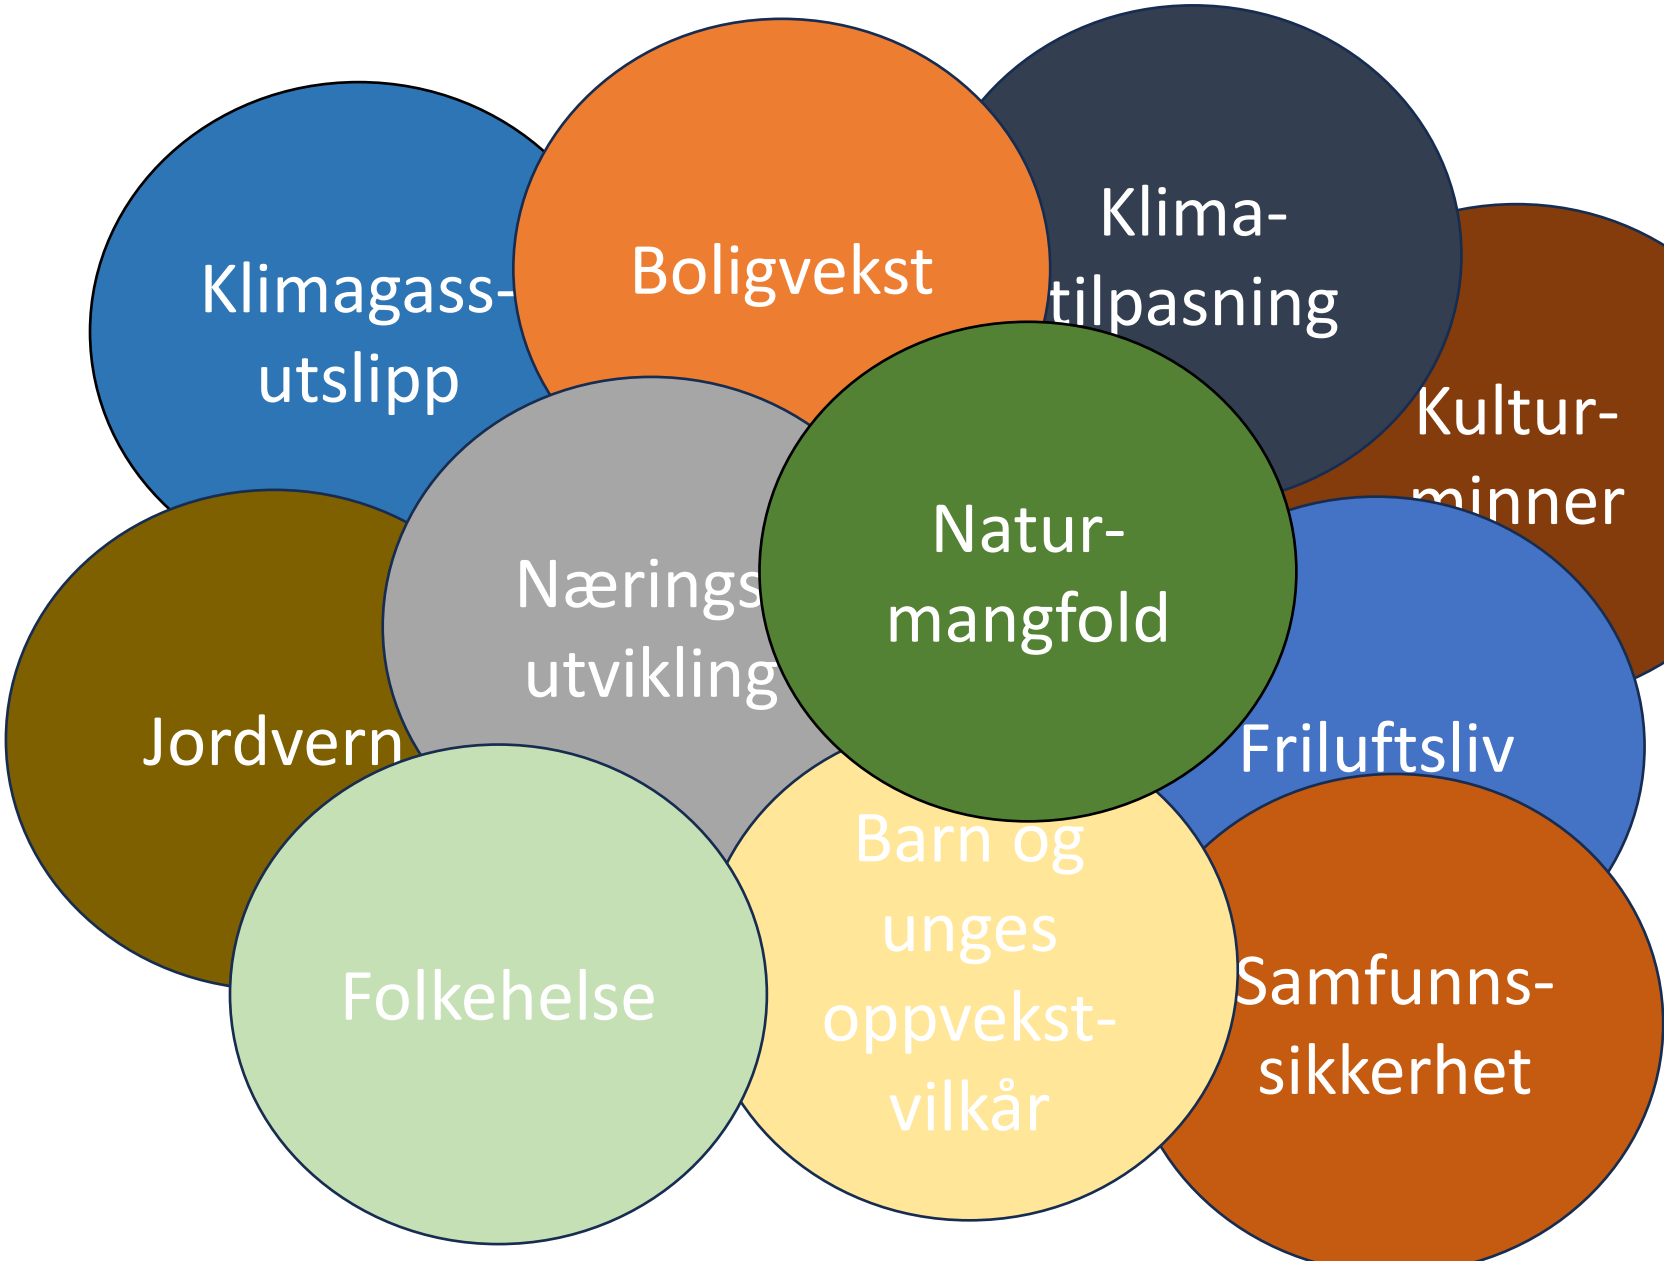 Klimagass-
utslipp
Boligvekst
Klima-
tilpasning
Kultur-
minner
Nærings
utvikling
Natur-
mangfold
Jordvern
Friluftsliv
Folkehelse
Barn og
unges
oppvekst-
vilkår
Samfunns-
sikkerhet